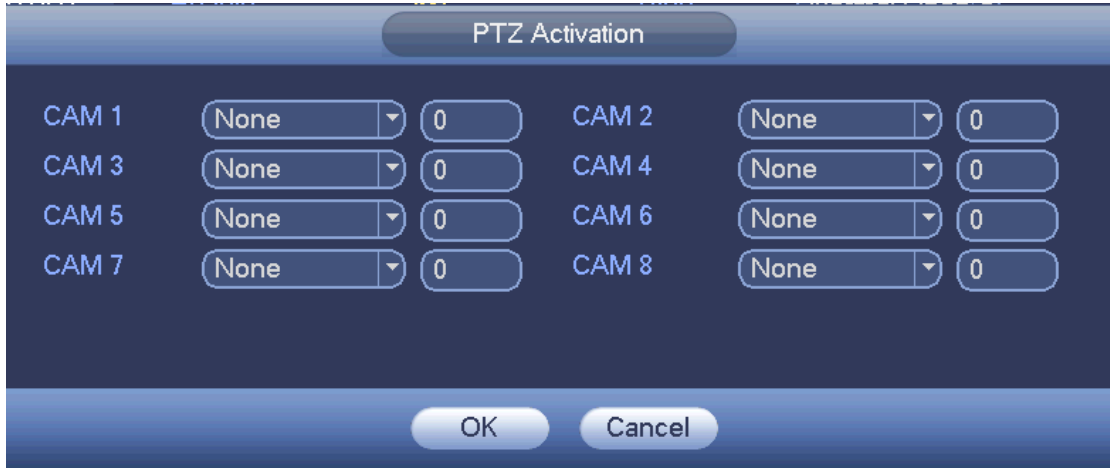 PTZ Activation
CAM 1 None 0 CAM 2 None 0
CAM 3 None 0 CAM 4 None 0
CAM 5 None 0 CAM 6 None 0
CAM 7 None 0 CAM 8 None 0
OK Cancel